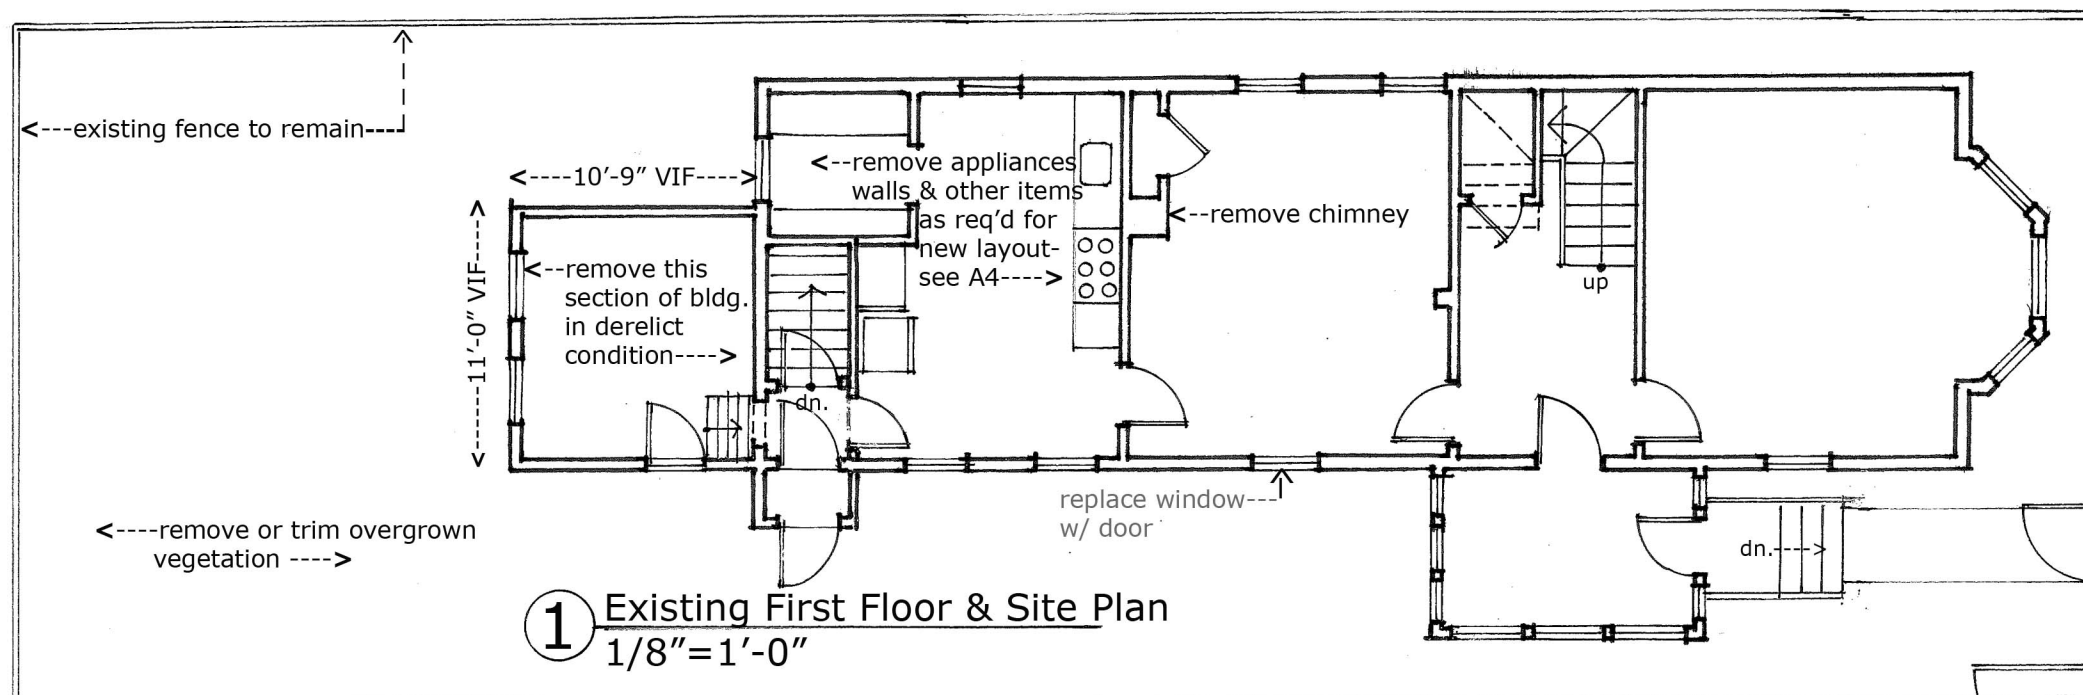 <---existing fence to remain----
<----10'-9" VIF---->
<--remove appliances
walls & other items
as req'd for
new layout-
see A4---->
<--remove chimney
<----11'-0" VIF---->
<--remove this
section of bldg.
in derelict
condition---->
up
dn.
replace window---
w/ door
<----remove or trim overgrown
vegetation ---->
dn.---->
1 Existing First Floor & Site Plan
1/8"=1'-0"